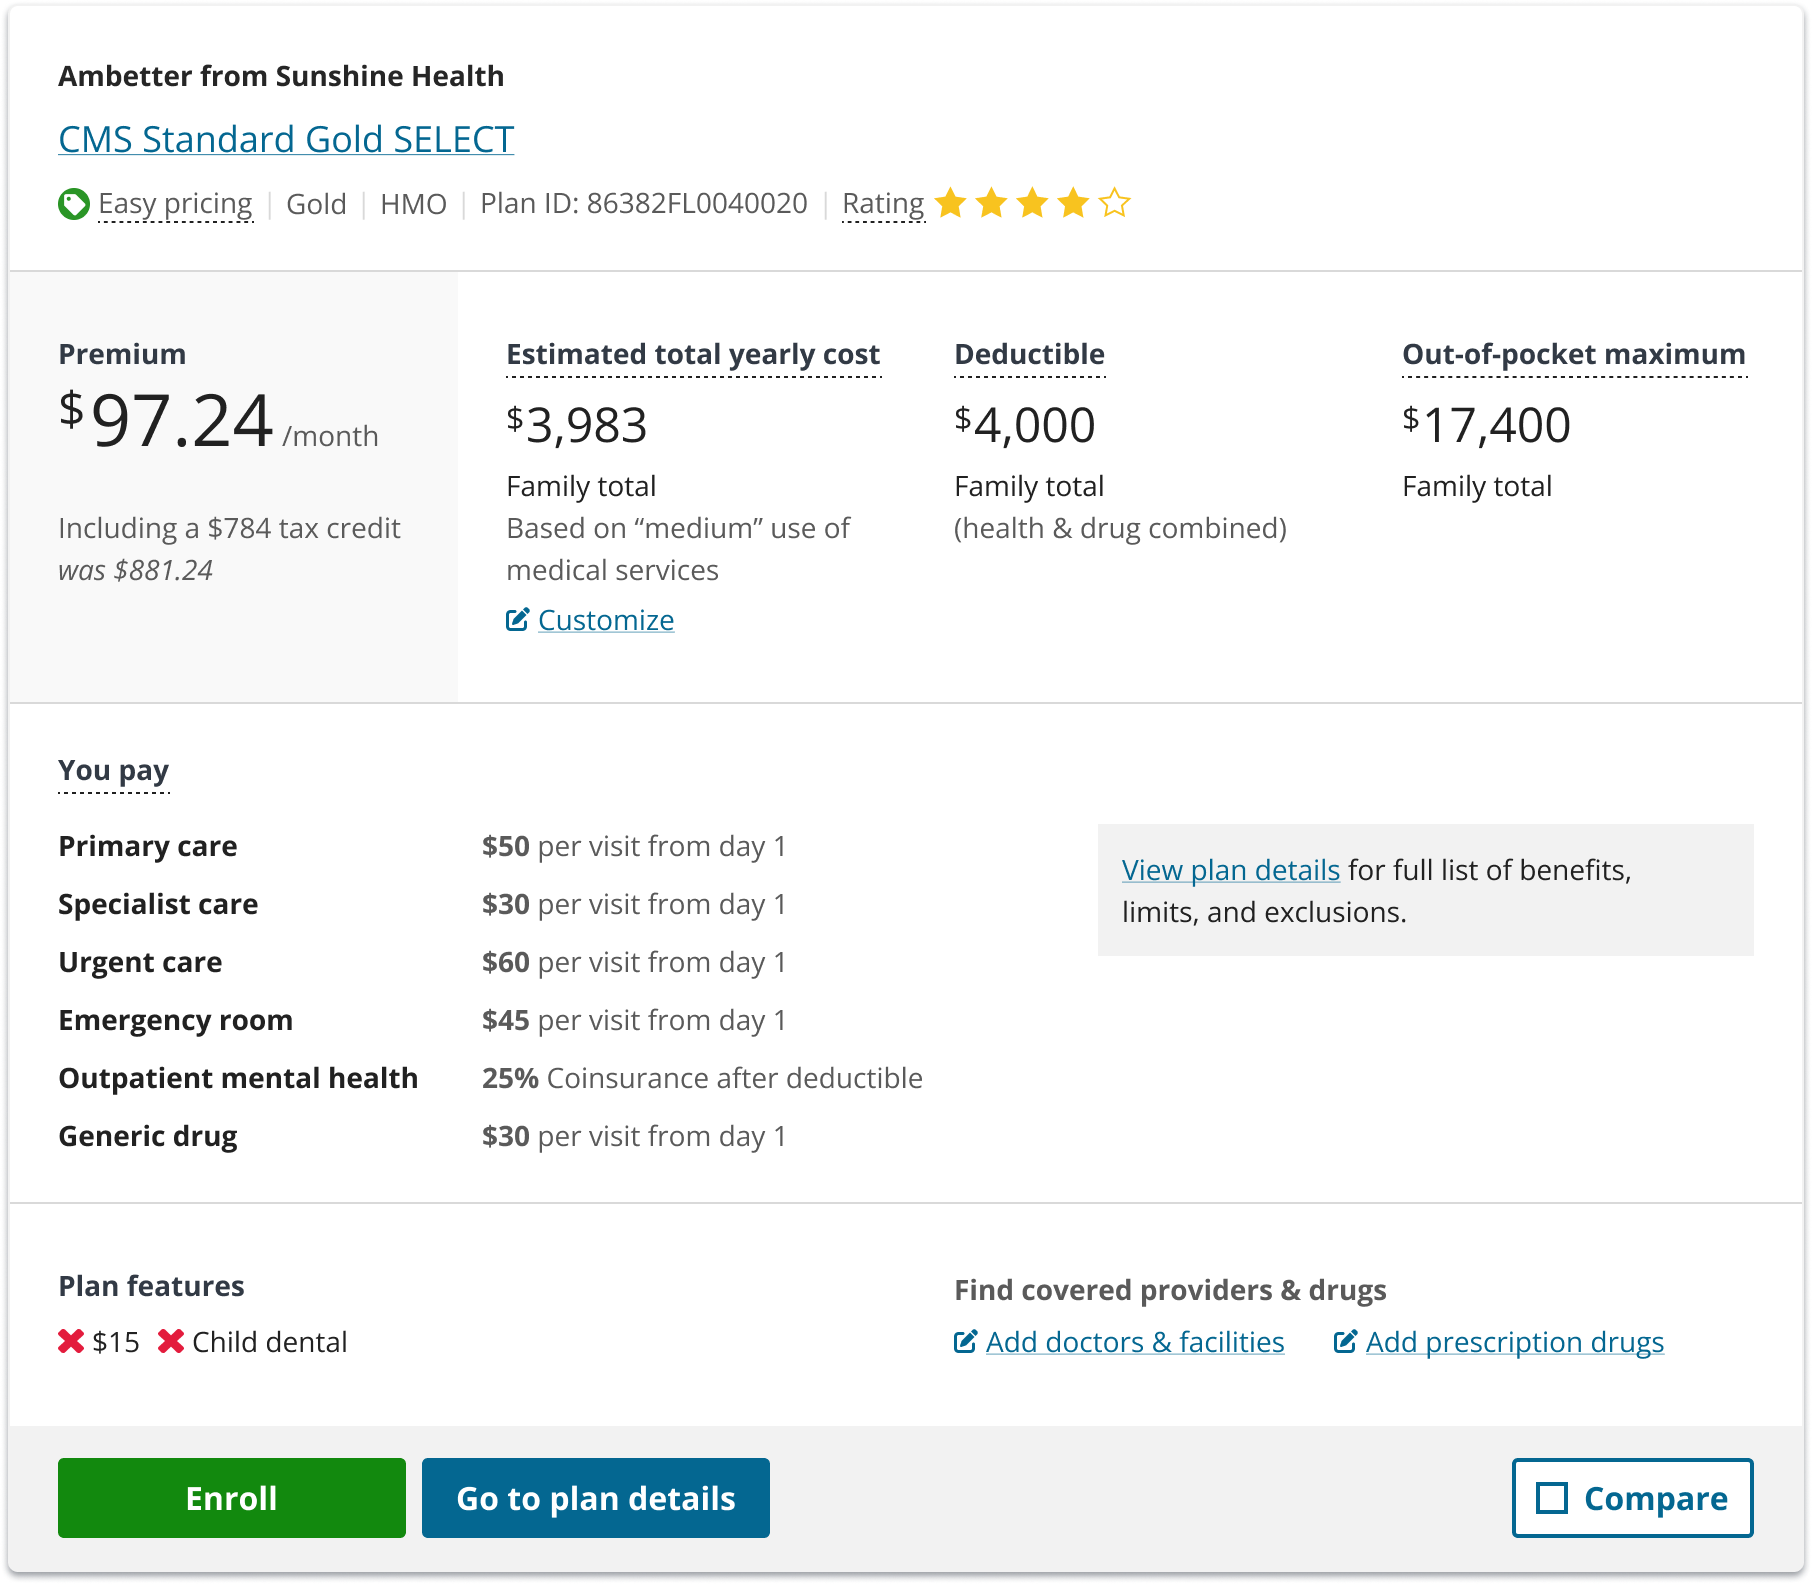 Ambetter from Sunshine Health
CMS Standard Gold SELECT
Easy pricing | Gold | HMO | Plan ID: 86382FL0040020 | Rating
Premium
$97.24 /month
Including a $784 tax credit
was $881.24
Estimated total yearly cost
$3,983
Family total
Based on “medium” use of
medical services
Customize
Deductible
$4,000
Family total
(health & drug combined)
Out-of-pocket maximum
$17,400
Family total
You pay
Primary care $50 per visit from day 1
Specialist care $30 per visit from day 1
Urgent care $60 per visit from day 1
Emergency room $45 per visit from day 1
Outpatient mental health 25% Coinsurance after deductible
Generic drug $30 per visit from day 1
View plan details for full list of benefits,
limits, and exclusions.
Plan features
$15 Child dental
Find covered providers & drugs
Add doctors & facilities Add prescription drugs
Enroll
Go to plan details
Compare